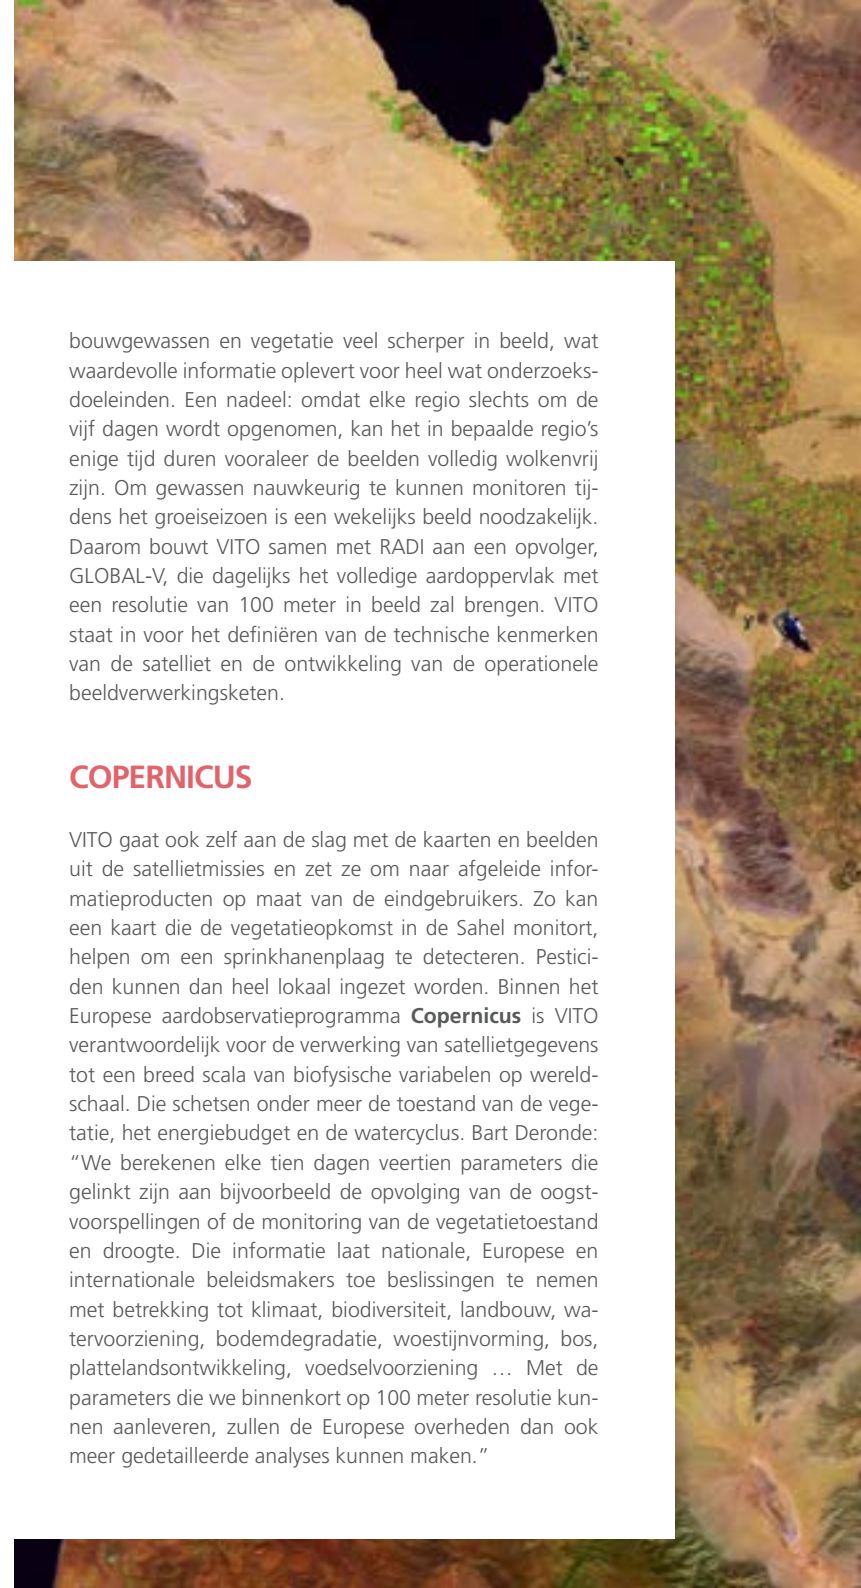 bouwgewassen en vegetatie veel scherper in beeld, wat
waardevolle informatie oplevert voor heel wat onderzoeks-
doeleinden. Een nadeel: omdat elke regio slechts om de
vijf dagen wordt opgenomen, kan het in bepaalde regio’s
enige tijd duren vooraleer de beelden volledig wolkenvrij
zijn. Om gewassen nauwkeurig te kunnen monitoren tij-
dens het groeiseizoen is een wekelijks beeld noodzakelijk.
Daarom bouwt VITO samen met RADI aan een opvolger,
GLOBAL-V, die dagelijks het volledige aardoppervlak met
een resolutie van 100 meter in beeld zal brengen. VITO
staat in voor het definiëren van de technische kenmerken
van de satelliet en de ontwikkeling van de operationele
beeldverwerkingsketen.
COPERNICUS
VITO gaat ook zelf aan de slag met de kaarten en beelden
uit de satellietmissies en zet ze om naar afgeleide infor-
matieproducten op maat van de eindgebruikers. Zo kan
een kaart die de vegetatieopkomst in de Sahel monitort,
helpen om een sprinkhanenplaag te detecteren. Pestici-
den kunnen dan heel lokaal ingezet worden. Binnen het
Europese aardobservatieprogramma Copernicus is VITO
verantwoordelijk voor de verwerking van satellietgegevens
tot een breed scala van biofysische variabelen op wereld-
schaal. Die schetsen onder meer de toestand van de vege-
tatie, het energiebudget en de watercyclus. Bart Deronde:
“We berekenen elke tien dagen veertien parameters die
gelinkt zijn aan bijvoorbeeld de opvolging van de oogst-
voorspellingen of de monitoring van de vegetatietoestand
en droogte. Die informatie laat nationale, Europese en
internationale beleidsmakers toe beslissingen te nemen
met betrekking tot klimaat, biodiversiteit, landbouw, wa-
tervoorziening, bodemdegradatie, woestijnvorming, bos,
plattelandsontwikkeling, voedselvoorziening … Met de
parameters die we binnenkort op 100 meter resolutie kun-
nen aanleveren, zullen de Europese overheden dan ook
meer gedetailleerde analyses kunnen maken.”